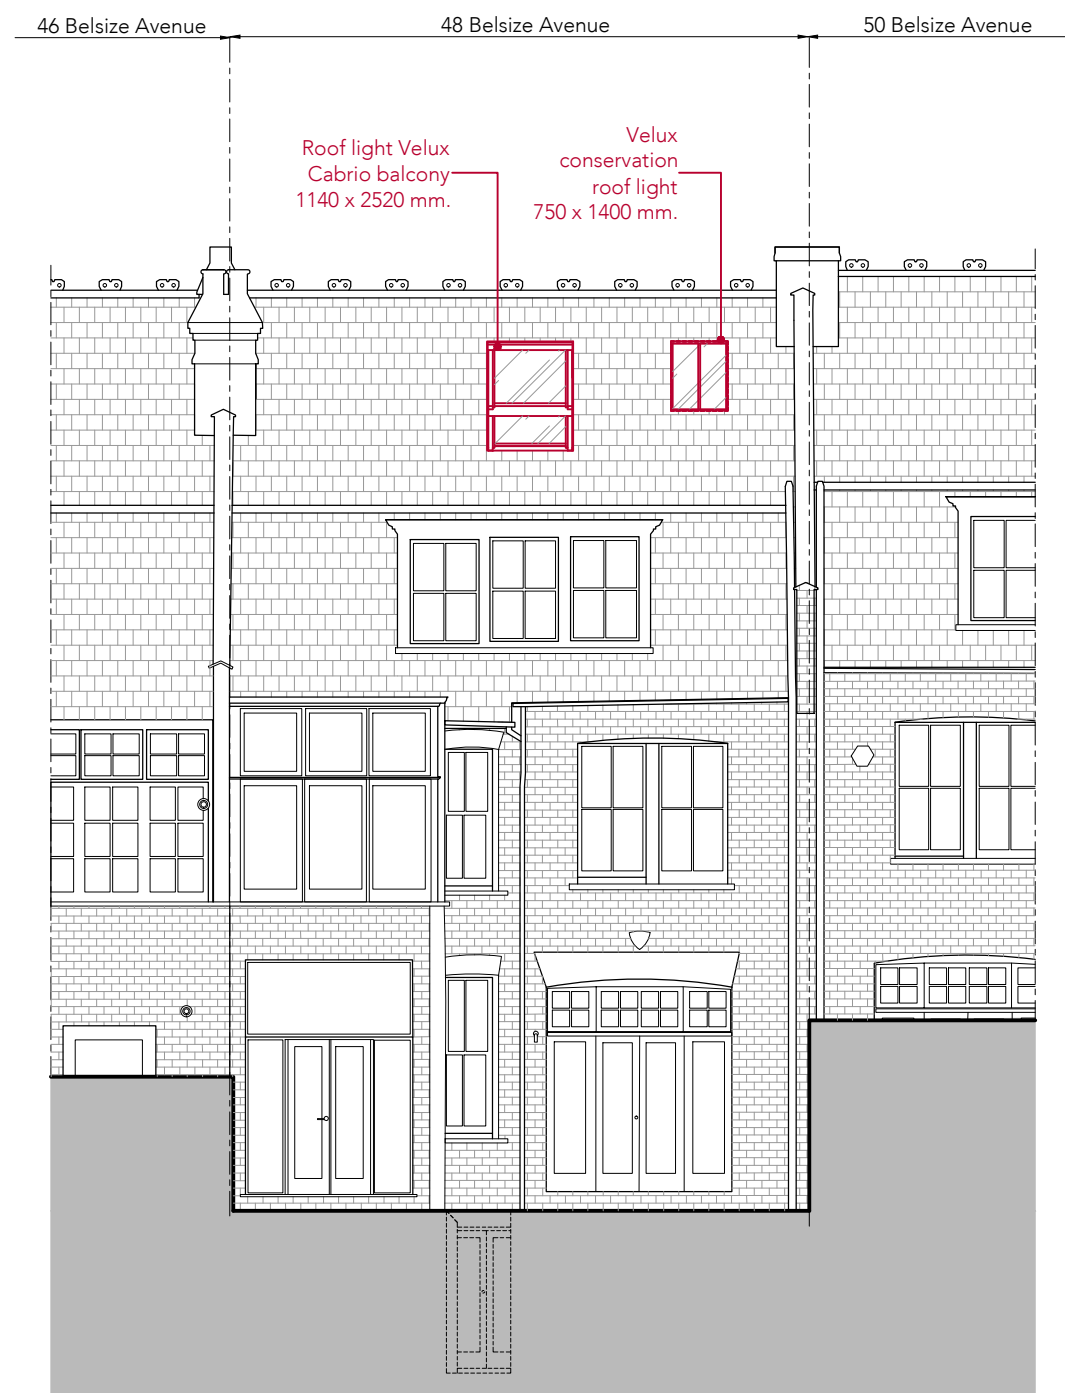 46 Belsize Avenue
48 Belsize Avenue
50 Belsize Avenue
Roof light Velux
Cabrio balcony
1140 x 2520 mm.
Velux
conservation
roof light
750 x 1400 mm.